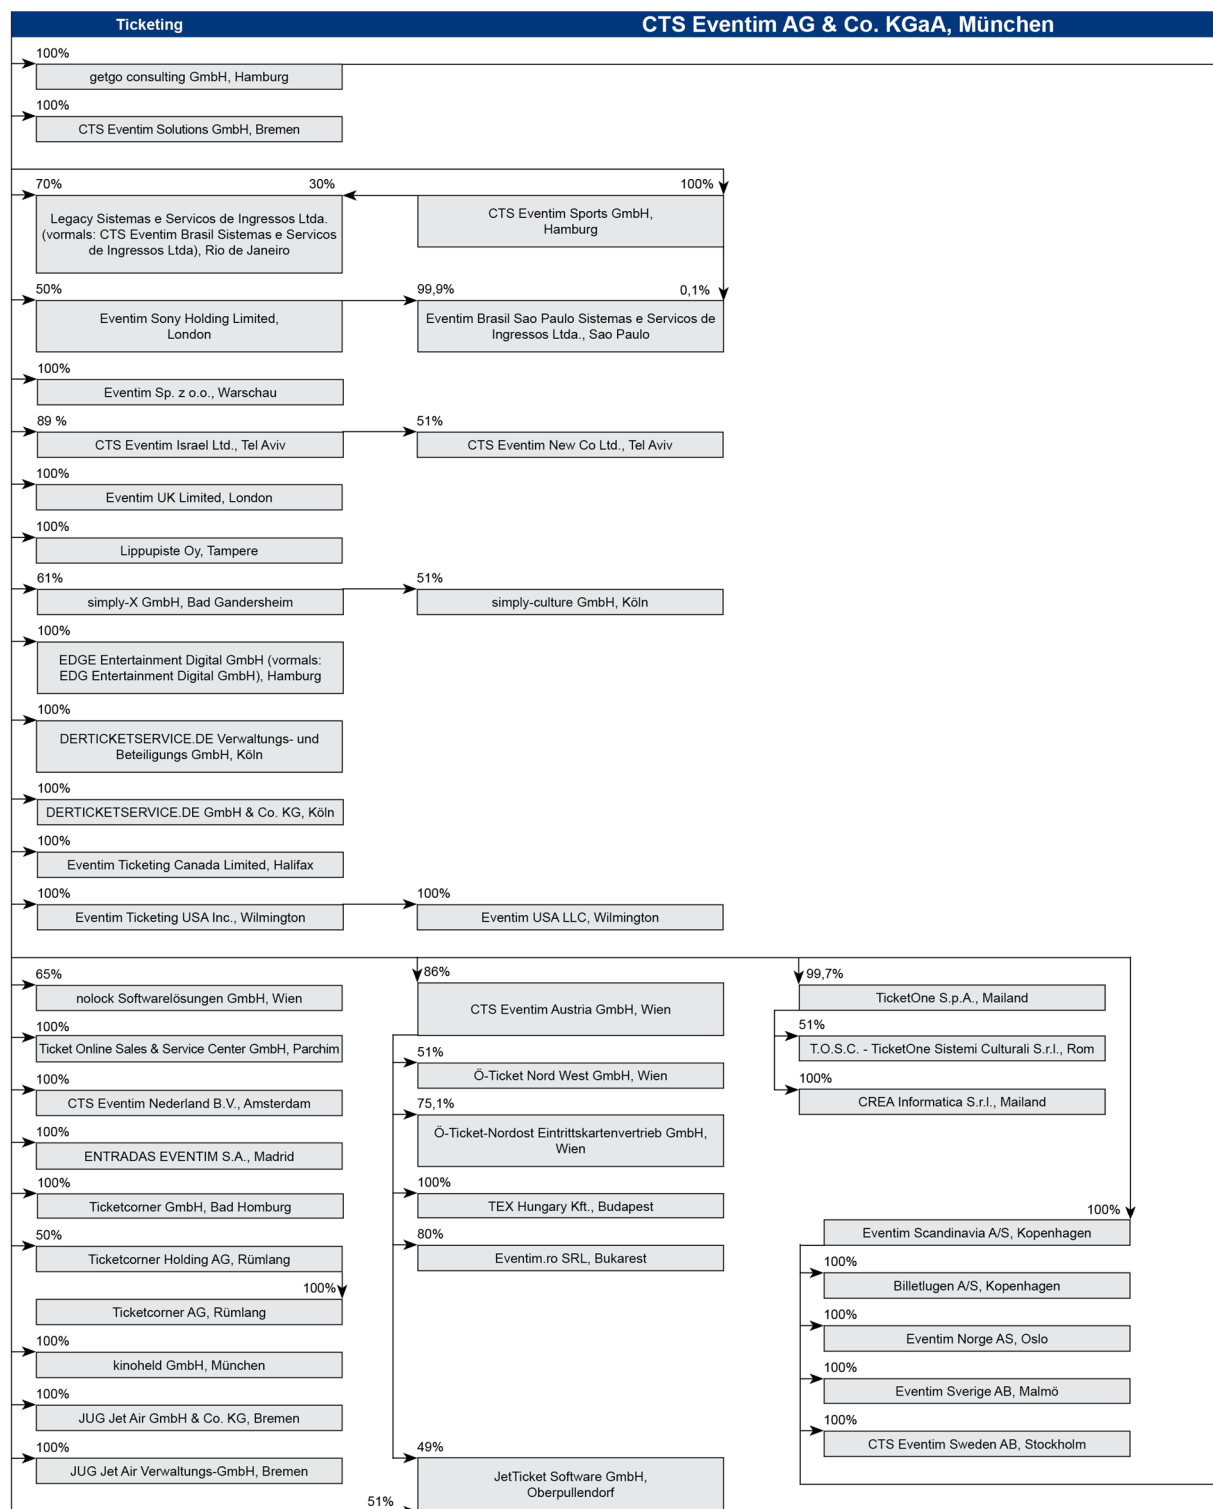 Ticketing
CTS Eventim AG & Co. KGaA, München
100%
getgo consulting GmbH, Hamburg
100%
CTS Eventim Solutions GmbH, Bremen
70%
30%
100%
Legacy Sistemas e Servicos de Ingressos Ltda.
(vormals: CTS Eventim Brasil Sistemas e Servicos
de Ingressos Ltda), Rio de Janeiro
CTS Eventim Sports GmbH,
Hamburg
50%
99,9%
0,1%
Eventim Sony Holding Limited,
London
Eventim Brasil Sao Paulo Sistemas e Servicos de
Ingressos Ltda., Sao Paulo
100%
Eventim Sp. z o.o., Warschau
89 %
51%
CTS Eventim Israel Ltd., Tel Aviv
CTS Eventim New Co Ltd., Tel Aviv
100%
Eventim UK Limited, London
100%
Lippupiste Oy, Tampere
61%
51%
simply-X GmbH, Bad Gandersheim
simply-culture GmbH, Köln
100%
EDGE Entertainment Digital GmbH (vormals:
EDG Entertainment Digital GmbH), Hamburg
100%
DERTICKETSERVICE.DE Verwaltungs- und
Beteiligungs GmbH, Köln
100%
DERTICKETSERVICE.DE GmbH & Co. KG, Köln
100%
Eventim Ticketing Canada Limited, Halifax
100%
100%
Eventim Ticketing USA Inc., Wilmington
Eventim USA LLC, Wilmington
65%
nolock Softwarelösungen GmbH, Wien
100%
Ticket Online Sales & Service Center GmbH, Parchim
100%
CTS Eventim Nederland B.V., Amsterdam
100%
ENTRADAS EVENTIM S.A., Madrid
100%
Ticketcorner GmbH, Bad Homburg
50%
Ticketcorner Holding AG, Rümlang
100%
Ticketcorner AG, Rümlang
100%
kinoheld GmbH, München
100%
JUG Jet Air GmbH & Co. KG, Bremen
100%
JUG Jet Air Verwaltungs-GmbH, Bremen
86%
CTS Eventim Austria GmbH, Wien
51%
Ö-Ticket Nord West GmbH, Wien
75,1%
Ö-Ticket-Nordost Eintrittskartenvertrieb GmbH,
Wien
100%
TEX Hungary Kft., Budapest
80%
Eventim.ro SRL, Bukarest
49%
JetTicket Software GmbH,
Oberpullendorf
51%
99,7%
TicketOne S.p.A., Mailand
51%
T.O.S.C. - TicketOne Sistemi Culturali S.r.l., Rom
100%
CREA Informatica S.r.l., Mailand
100%
Eventim Scandinavia A/S, Kopenhagen
100%
Billetlugen A/S, Kopenhagen
100%
Eventim Norge AS, Oslo
100%
Eventim Sverige AB, Malmö
100%
CTS Eventim Sweden AB, Stockholm